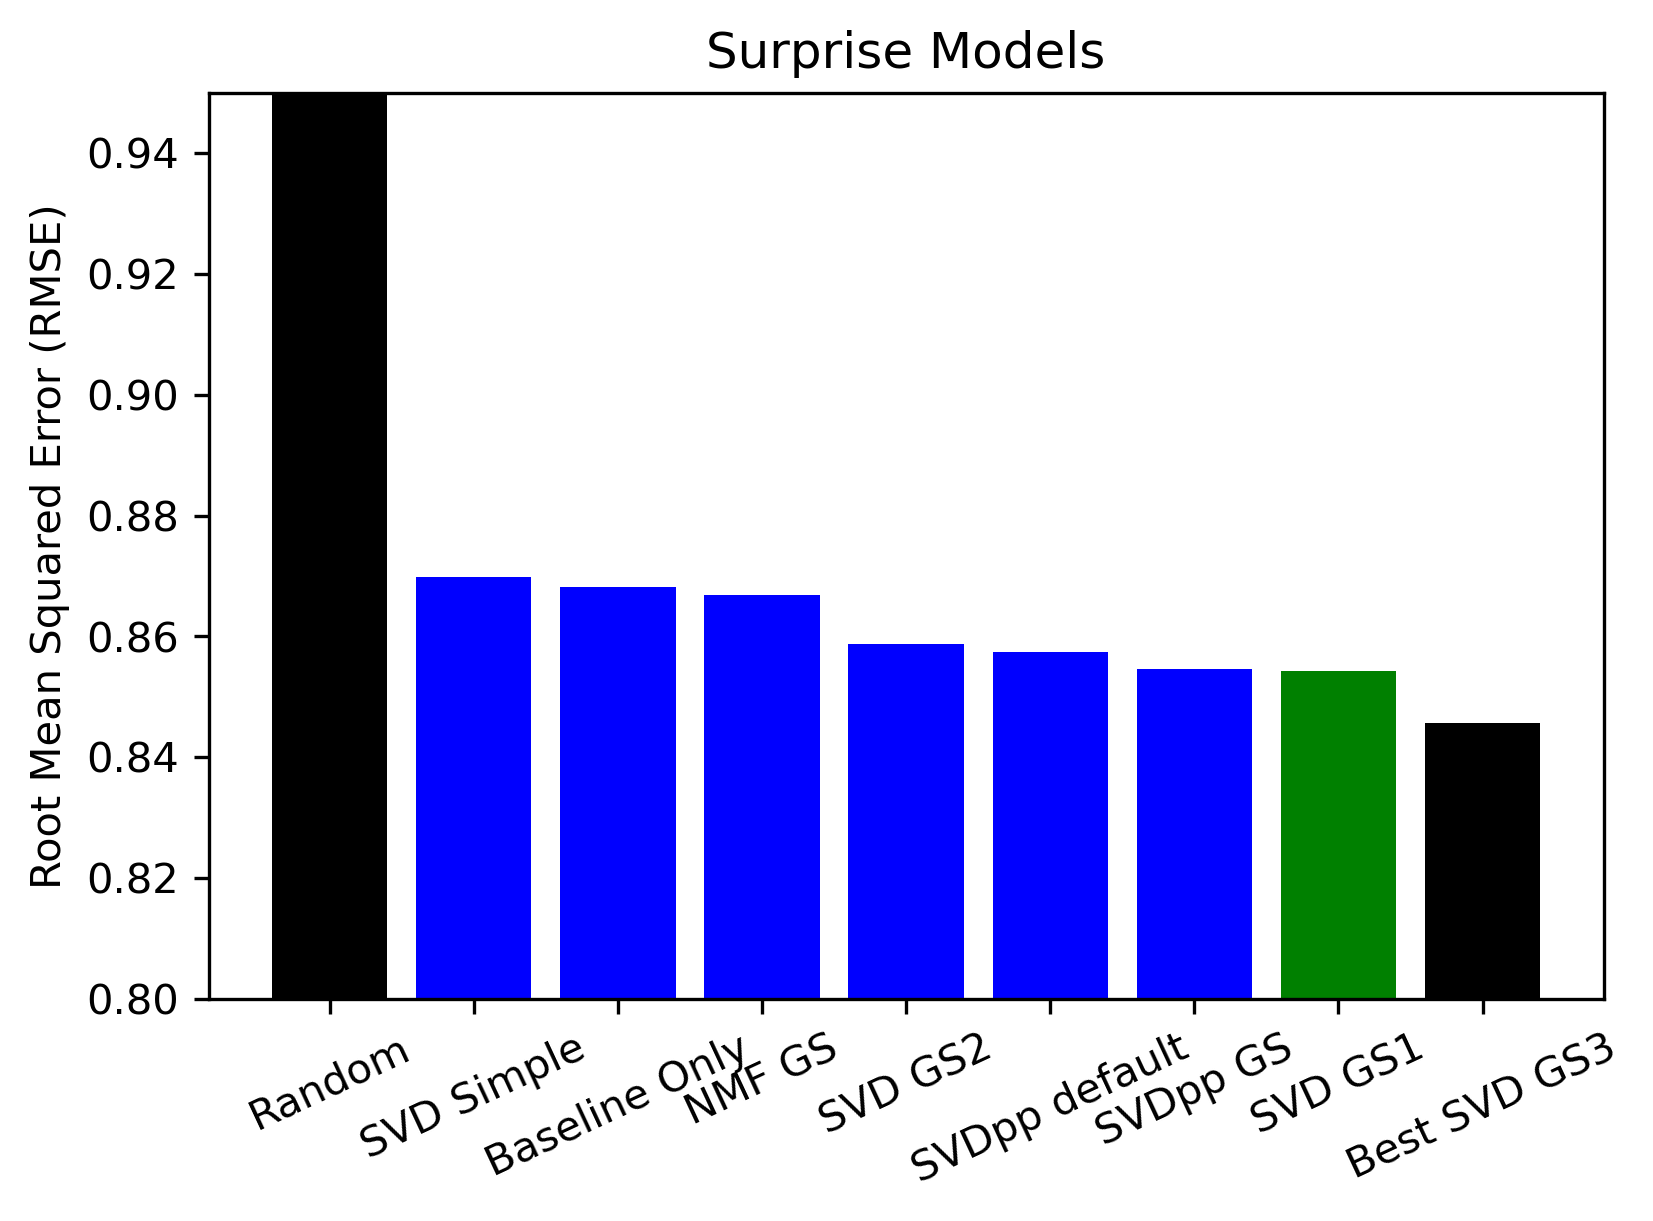 Surprise Models
Root Mean Squared Error (RMSE)
0.94
0.92
0.90
0.88
0.86
0.84
0.82
0.80
Random
SVD Simple
Baseline Only
NMF GS
SVD GS2
SVDpp default
SVDpp GS
SVD GS1
Best SVD GS3